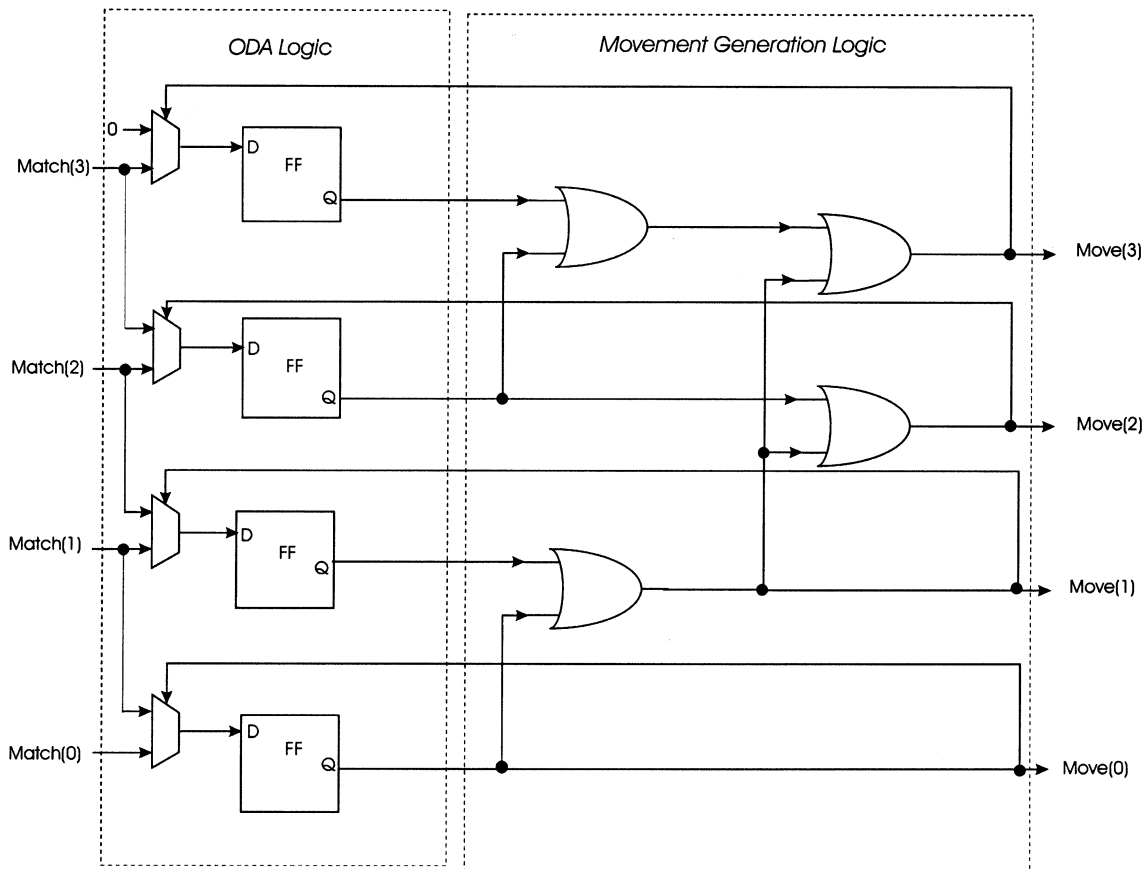 ODA Logic
Movement Generation Logic
0
D
FF
Q
Match(3)
Move(3)
D
FF
Q
Match(2)
Move(2)
D
FF
Q
Match(1)
Move(1)
D
FF
Q
Match(0)
Move(0)